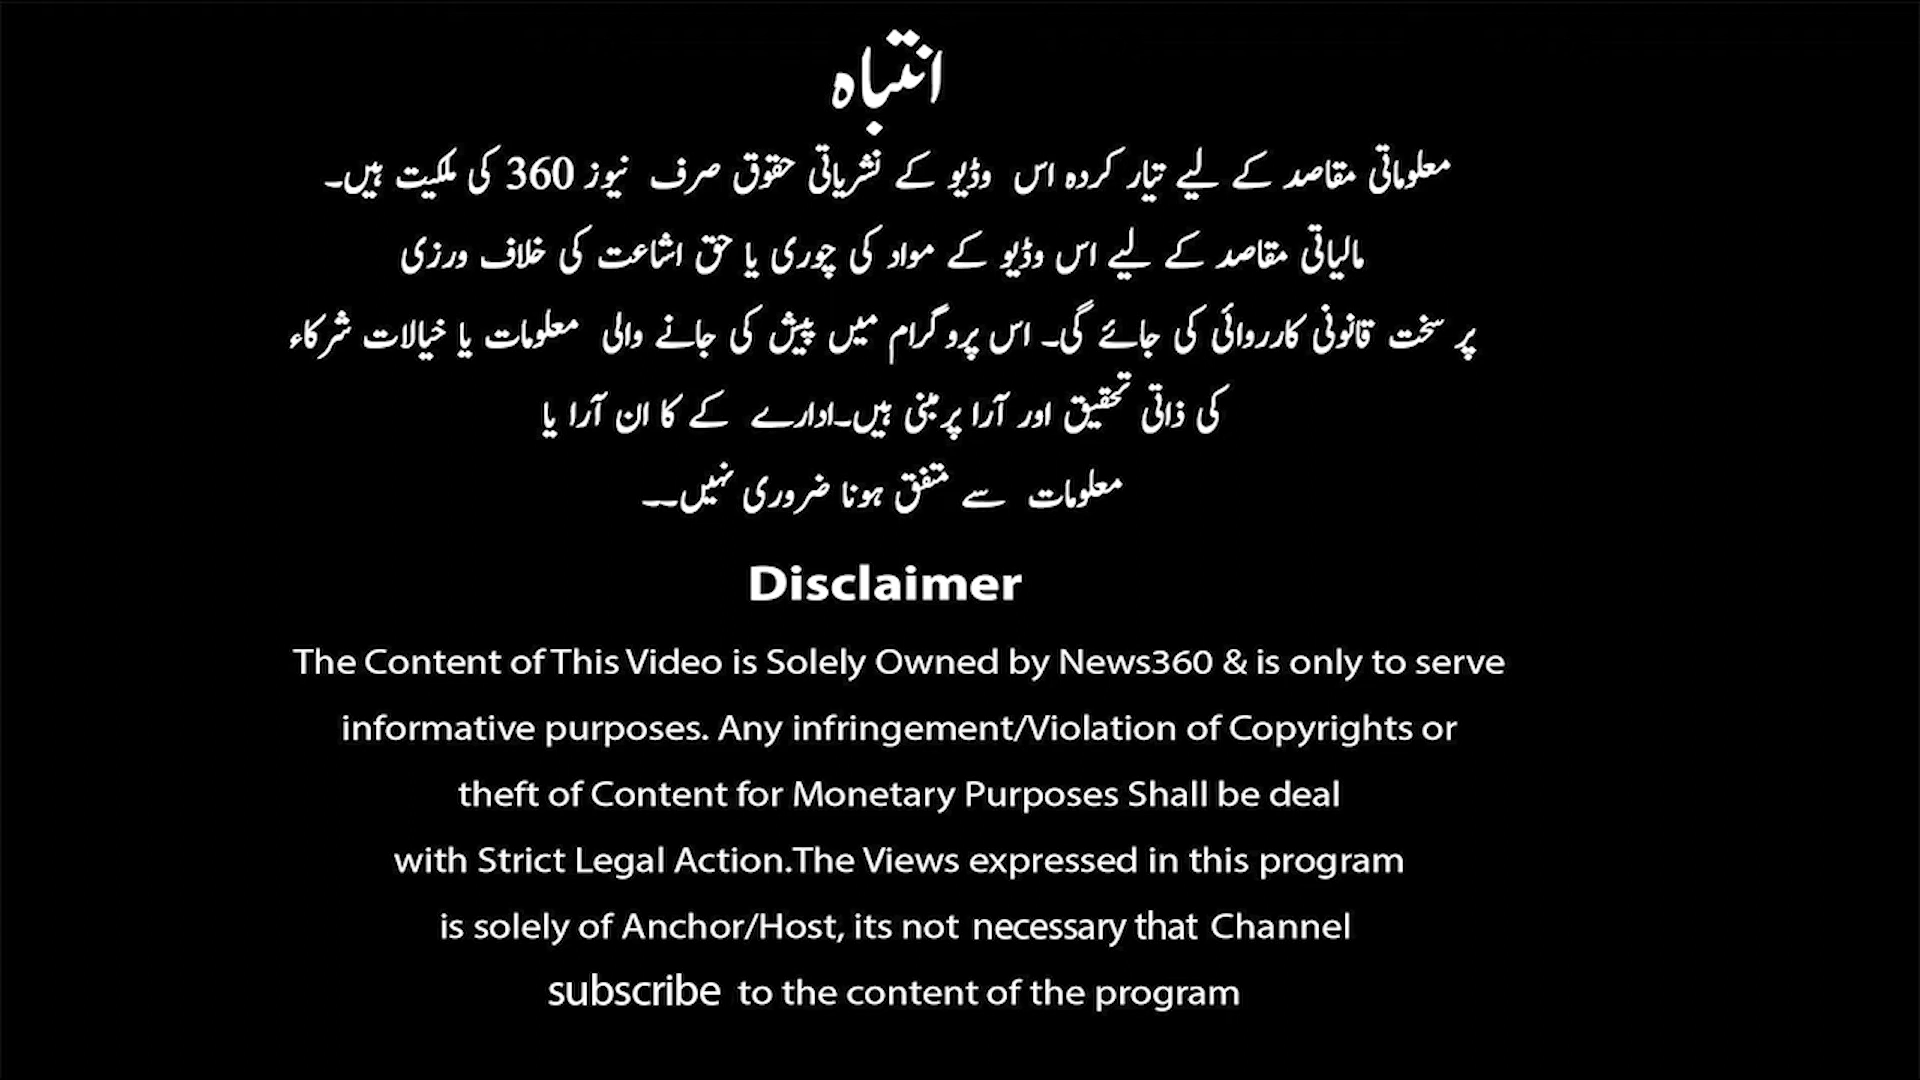 انتباہ
معلوماتی مقاصد کے لیے تیار کردہ اس وڈیو کے نشریاتی حقوق صرف نیوز 360 کی ملکیت ہیں۔
مالیاتی مقاصد کے لیے اس وڈیو کے مواد کی چوری یا حق اشاعت کی خلاف ورزی
پر سخت قانونی کارروائی کی جائے گی۔ اس پروگرام میں پیش کی جانے والی معلومات یا خیالات شرکاء
کی ذاتی تحقیق اور آرا پر مبنی ہیں۔ادارے کے کا ان آرا یا
معلومات سے متفق ہونا ضروری نہیں۔۔
Disclaimer
The Content of This Video is Solely Owned by News360 & is only to serve
informative purposes. Any infringement/Violation of Copyrights or
theft of Content for Monetary Purposes Shall be deal
with Strict Legal Action.The Views expressed in this program
is solely of Anchor/Host, its not necessary that Channel
subscribe to the content of the program